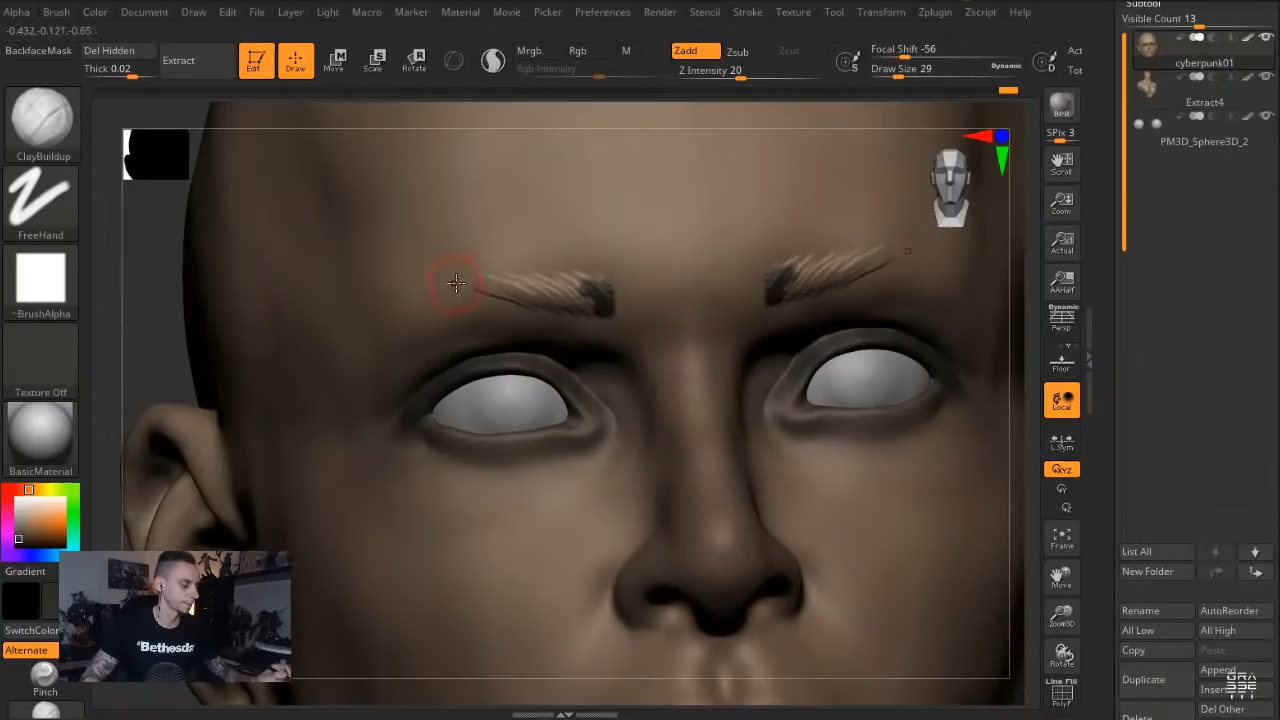 Alpha Brush Color Document Draw Edit File Layer Light Macro Marker Material Movie Picker Preferences Render Stencil Stroke Texture Tool Transform Zplugin Zscript Help
-0.432,-0.121,-0.65
BackfaceMask
Del Hidden
Thick 0.02
Extract
Edit
Draw
Move
Scale
Rotate
Mrgb Rgb M
Rgb Intensity
Zadd Zsub Zcut
Z Intensity 20
S
Focal Shift -56
Draw Size 29
Dynamic
D
Act
Tot
Subtool
Visible Count 13
cyberpunk01
Extract4
PM3D_Sphere3D_2
ClayBuildup
FreeHand
~BrushAlpha
Texture Off
BasicMaterial
Gradient
SwitchColor
Alternate
Pinch
BPR
SPix 3
Scroll
Zoom
Actual
AAHalf
Dynamic
Persp
Floor
Local
L.Sym
XYZ
Y
Z
Frame
Move
Zoom3D
Rotate
Line Fill
PolyF
List All
New Folder
Rename AutoReorder
All Low All High
Copy Paste
Duplicate
Append
Insert
Delete
Del Other
Bethesda